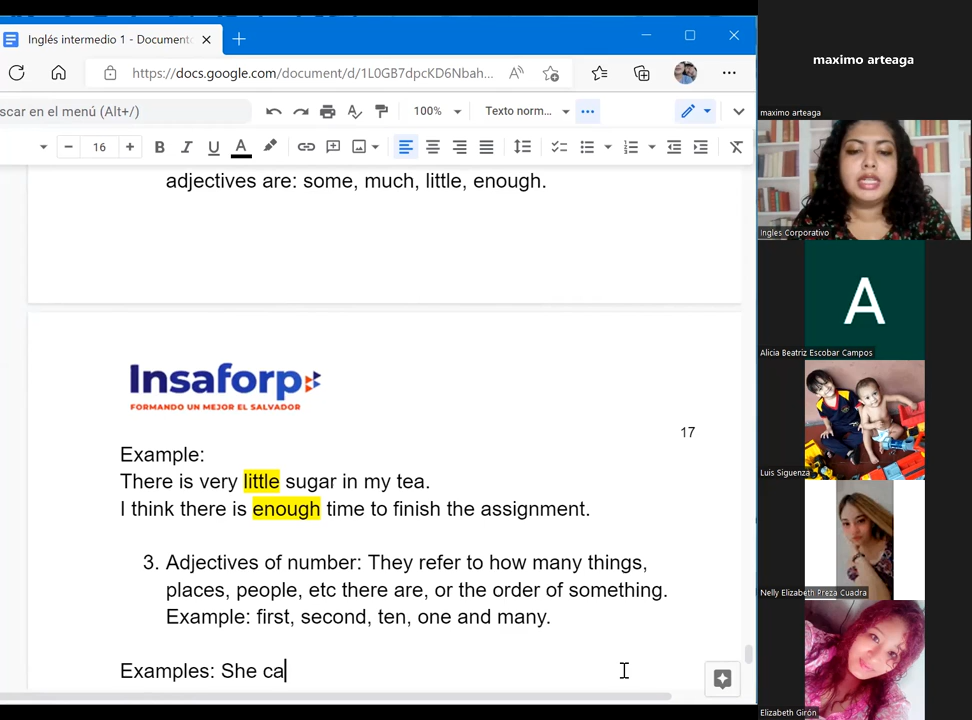 Inglés intermedio 1 - Documento
https://docs.google.com/document/d/1L0GB7dpcKD6Nbah...
scar en el menú (Alt+/)
100%
Texto norm...
16
adjectives are: some, much, little, enough.
Insaforp
FORMANDO UN MEJOR EL SALVADOR
17
Example:
There is very little sugar in my tea.
I think there is enough time to finish the assignment.
3. Adjectives of number: They refer to how many things,
places, people, etc there are, or the order of something.
Example: first, second, ten, one and many.
Examples: She ca
maximo arteaga
maximo arteaga
Ingles Corporativo
A
Alicia Beatriz Escobar Campos
Luis Siguenza
Nelly Elizabeth Preza Cuadra
Elizabeth Girón